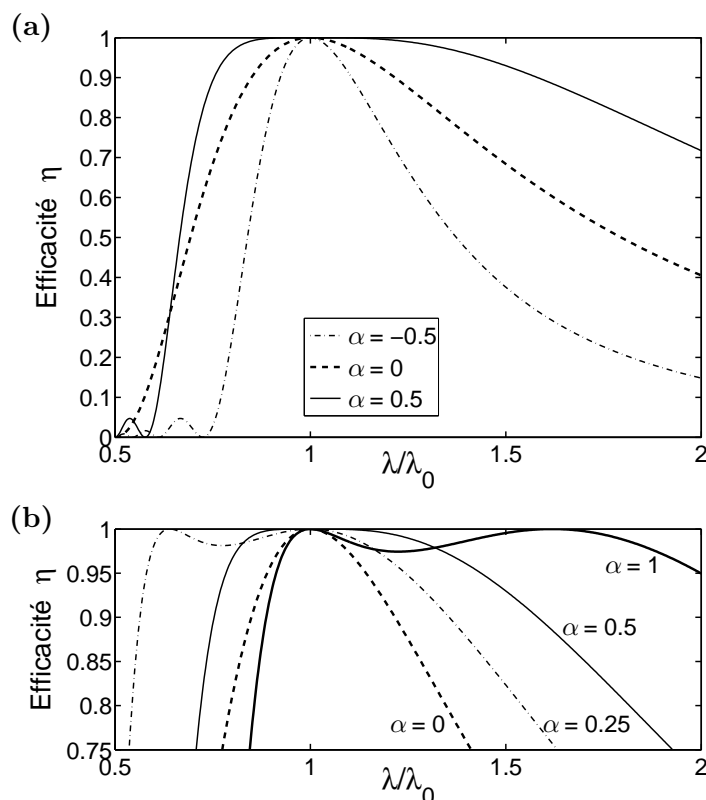 (a)
1
0.9
0.8
0.7
0.6
0.5
0.4
0.3
0.2
0.1
0
Efficacité η
α = −0.5
α = 0
α = 0.5
0.5 1 1.5 2
λ/λ0
(b)
1
0.95
0.9
0.85
0.8
0.75
Efficacité η
α = 1
α = 0.5
α = 0 α = 0.25
0.5 1 1.5 2
λ/λ0